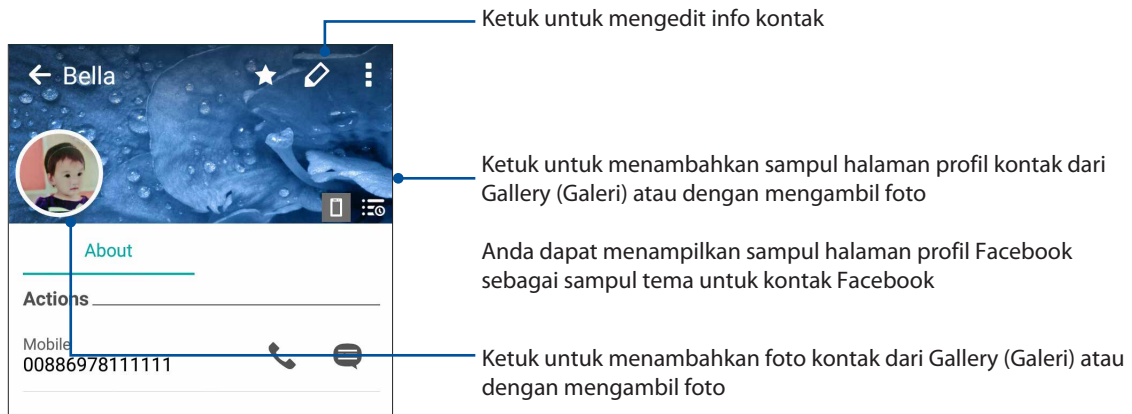 Ketuk untuk mengedit info kontak
Bella
Ketuk untuk menambahkan sampul halaman profil kontak dari
Gallery (Galeri) atau dengan mengambil foto
Anda dapat menampilkan sampul halaman profil Facebook
sebagai sampul tema untuk kontak Facebook
About
Actions
Mobile
00886978111111
Ketuk untuk menambahkan foto kontak dari Gallery (Galeri) atau
dengan mengambil foto